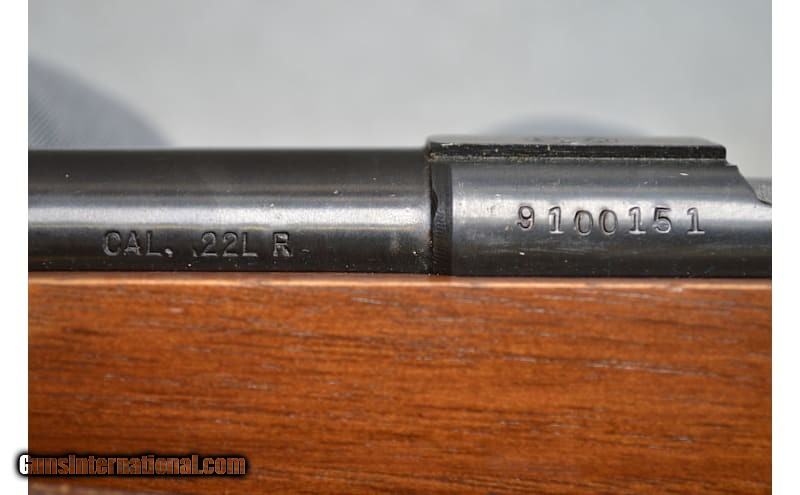 CAL. .22L R
9100151
GunsInternational.com